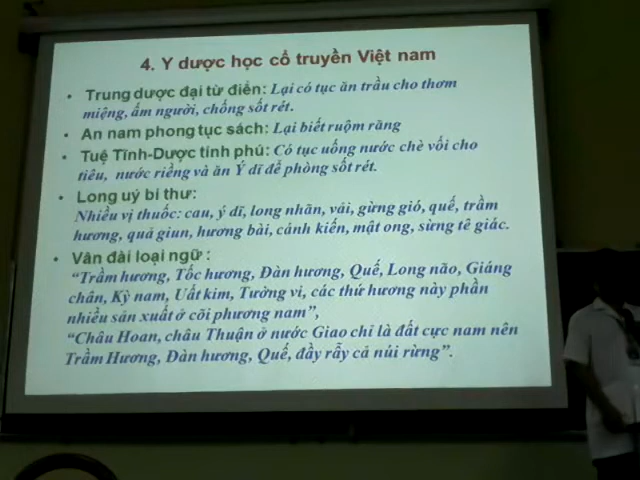 4. Y dược học cổ truyền Việt nam
• Trung dược đại từ điển: Lại có tục ăn trầu cho thơm
miệng, ấm người, chống sốt rét.
• An nam phong tục sách: Lại biết ruộm răng
• Tuệ Tĩnh-Dược tính phú: Có tục uống nước chè vối cho
tiêu, nước riềng và ăn Ý dĩ để phòng sốt rét.
• Long uý bí thư:
Nhiều vị thuốc: cau, ý dĩ, long nhãn, vải, gừng gió, quế, trầm
hương, quả giun, hương bài, cánh kiến, mật ong, sừng tê giác.
• Vân đài loại ngữ :
“Trầm hương, Tốc hương, Đàn hương, Quế, Long não, Giáng
chân, Kỳ nam, Uất kim, Tường vi, các thứ hương này phần
nhiều sản xuất ở cõi phương nam”,
“Châu Hoan, châu Thuận ở nước Giao chỉ là đất cực nam nên
Trầm Hương, Đàn hương, Quế, đầy rẫy cả núi rừng”.